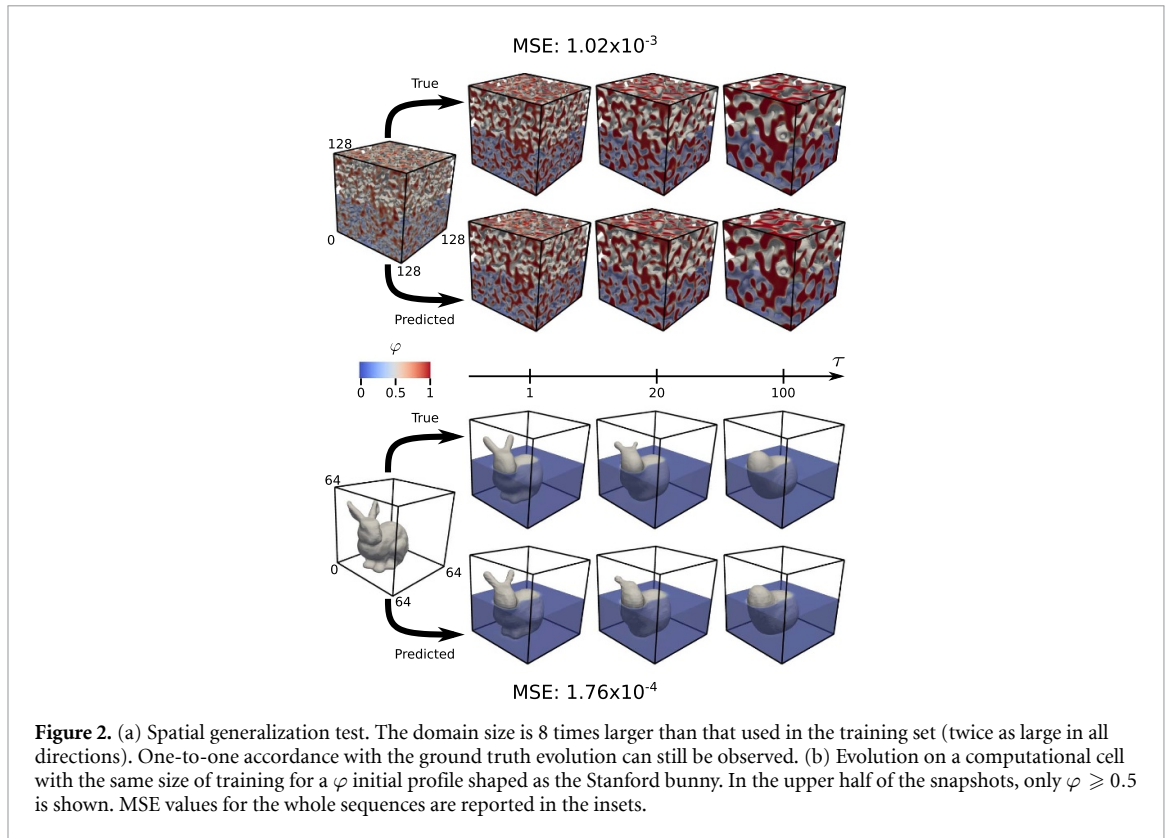 MSE: 1.02x10⁻³
True
128
0
128
128
Predicted
φ
0 0.5 1
τ
1 20 100
True
64
0
64
64
Predicted
MSE: 1.76x10⁻⁴
Figure 2. (a) Spatial generalization test. The domain size is 8 times larger than that used in the training set (twice as large in all
directions). One-to-one accordance with the ground truth evolution can still be observed. (b) Evolution on a computational cell
with the same size of training for a φ initial profile shaped as the Stanford bunny. In the upper half of the snapshots, only φ ⩾ 0.5
is shown. MSE values for the whole sequences are reported in the insets.